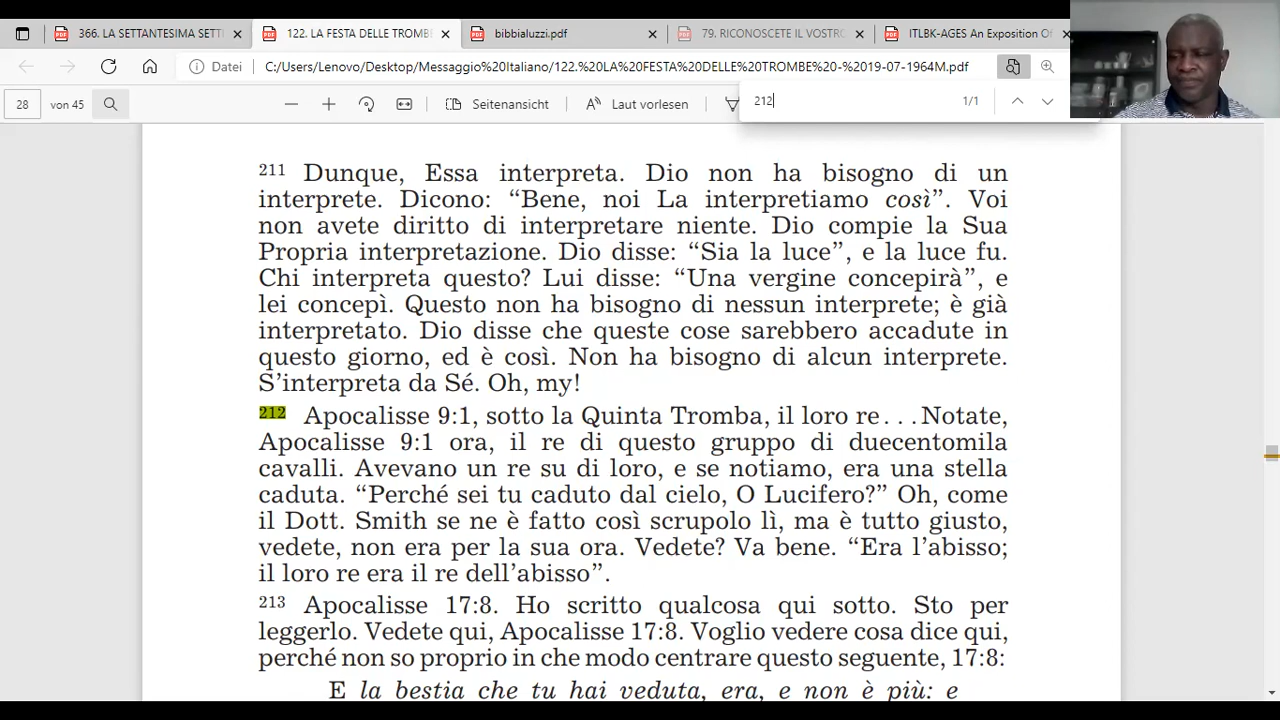 366. LA SETTANTESIMA SETT
122. LA FESTA DELLE TROMB
bibbialuzzi.pdf
79. RICONOSCETE IL VOSTRO
ITLBK-AGES An Exposition Of
Datei
C:/Users/Lenovo/Desktop/Messaggio%20Italiano/122.%20LA%20FESTA%20DELLE%20TROMBE%20-%2019-07-1964M.pdf
28 von 45
Seitenansicht
Laut vorlesen
212
1/1
211 Dunque, Essa interpreta. Dio non ha bisogno di un
interprete. Dicono: “Bene, noi La interpretiamo così”. Voi
non avete diritto di interpretare niente. Dio compie la Sua
Propria interpretazione. Dio disse: “Sia la luce”, e la luce fu.
Chi interpreta questo? Lui disse: “Una vergine concepirà”, e
lei concepì. Questo non ha bisogno di nessun interprete; è già
interpretato. Dio disse che queste cose sarebbero accadute in
questo giorno, ed è così. Non ha bisogno di alcun interprete.
S’interpreta da Sé. Oh, my!
212 Apocalisse 9:1, sotto la Quinta Tromba, il loro re . . . Notate,
Apocalisse 9:1 ora, il re di questo gruppo di duecentomila
cavalli. Avevano un re su di loro, e se notiamo, era una stella
caduta. “Perché sei tu caduto dal cielo, O Lucifero?” Oh, come
il Dott. Smith se ne è fatto così scrupolo lì, ma è tutto giusto,
vedete, non era per la sua ora. Vedete? Va bene. “Era l’abisso;
il loro re era il re dell’abisso”.
213 Apocalisse 17:8. Ho scritto qualcosa qui sotto. Sto per
leggerlo. Vedete qui, Apocalisse 17:8. Voglio vedere cosa dice qui,
perché non so proprio in che modo centrare questo seguente, 17:8:
E la bestia che tu hai veduta, era, e non è più: e